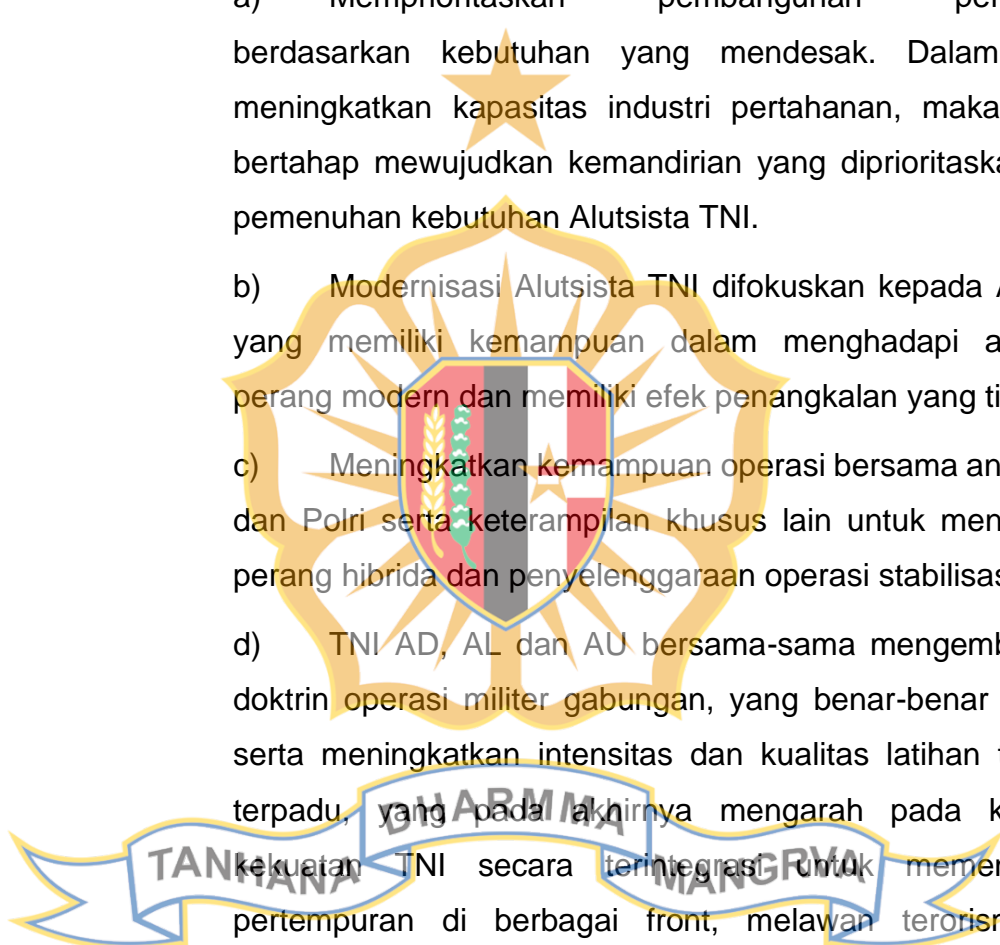 a) Memprioritaskan pembangunan
berdasarkan kebutuhan yang mendesak. Dalam
meningkatkan kapasitas industri pertahanan, maka
bertahap mewujudkan kemandirian yang diprioritaska
pemenuhan kebutuhan Alutsista TNI.
b) Modernisasi Alutsista TNI difokuskan kepada A
yang memiliki kemampuan dalam menghadapi a
perang modern dan memiliki efek penangkalan yang ti
c) Meningkatkan kemampuan operasi bersama an
dan Polri serta keterampilan khusus lain untuk men
perang hibrida dan penyelenggaraan operasi stabilisas
d) TNI AD, AL dan AU bersama-sama mengemb
doktrin operasi militer gabungan, yang benar-benar
serta meningkatkan intensitas dan kualitas latihan t
terpadu, yang pada akhirnya mengarah pada k
kekuatan TNI secara terintegrasi untuk memen
pertempuran di berbagai front, melawan terorism
TANHANA DHARMMA MANGRVA